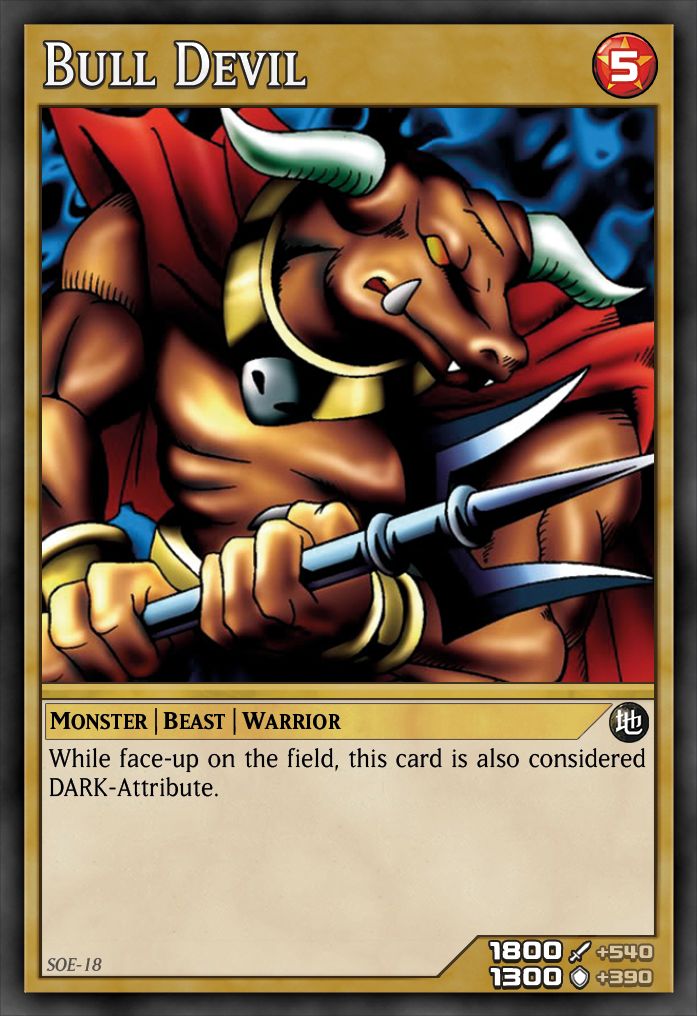 Bull Devil
5
Monster | Beast | Warrior
地
While face-up on the field, this card is also considered
DARK-Attribute.
SOE-18
1800 +540
1300 +390